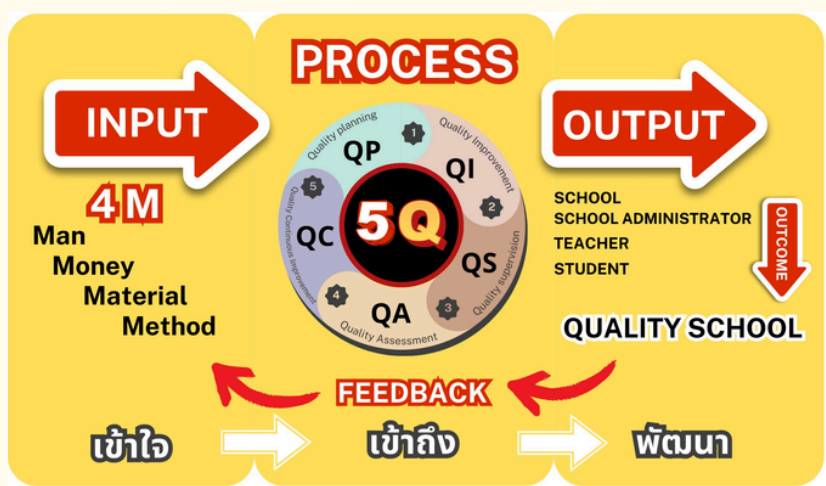 INPUT
4M
Man
Money
Material
Method
PROCESS
Quality planning
QP
1
Quality Improvement
QI
2
QS
Quality supervision
3
QA
Quality Assessment
4
QC
Quality Continuous Improvement
5
5Q
OUTPUT
SCHOOL
SCHOOL ADMINISTRATOR
TEACHER
STUDENT
OUTCOME
QUALITY SCHOOL
FEEDBACK
เข้าใจ
เข้าถึง
พัฒนา